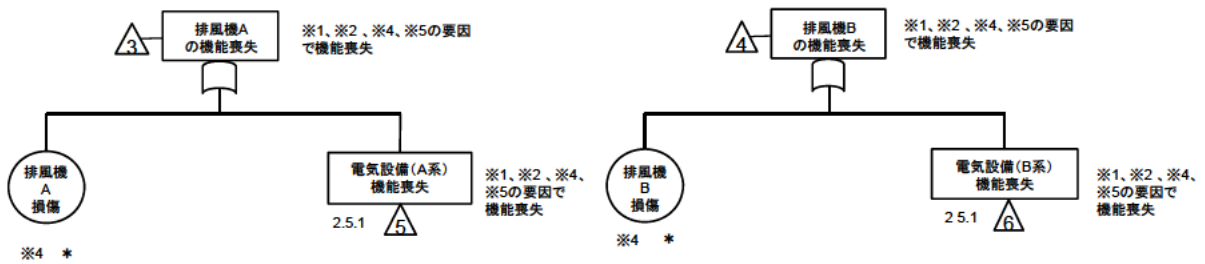 3
排風機A
の機能喪失
※1、※2 、※4、※5の要因
で機能喪失
排風機
A
損傷
※4 *
電気設備(A系)
機能喪失
※1、※2 、※4、
※5の要因で
機能喪失
2.5.1
5
4
排風機B
の機能喪失
※1、※2 、※4、※5の要因
で機能喪失
排風機
B
損傷
※4 *
電気設備(B系)
機能喪失
※1、※2 、※4、
※5の要因で
機能喪失
2 5.1
6